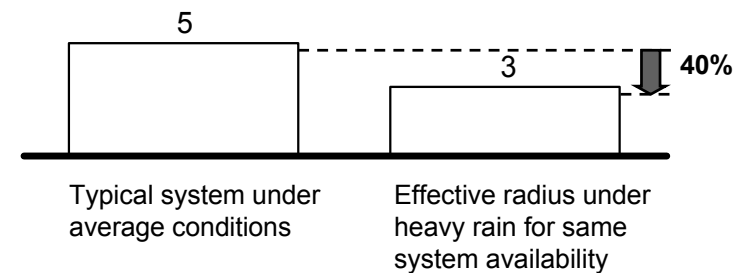 5
3
40%
Typical system under
average conditions
Effective radius under
heavy rain for same
system availability